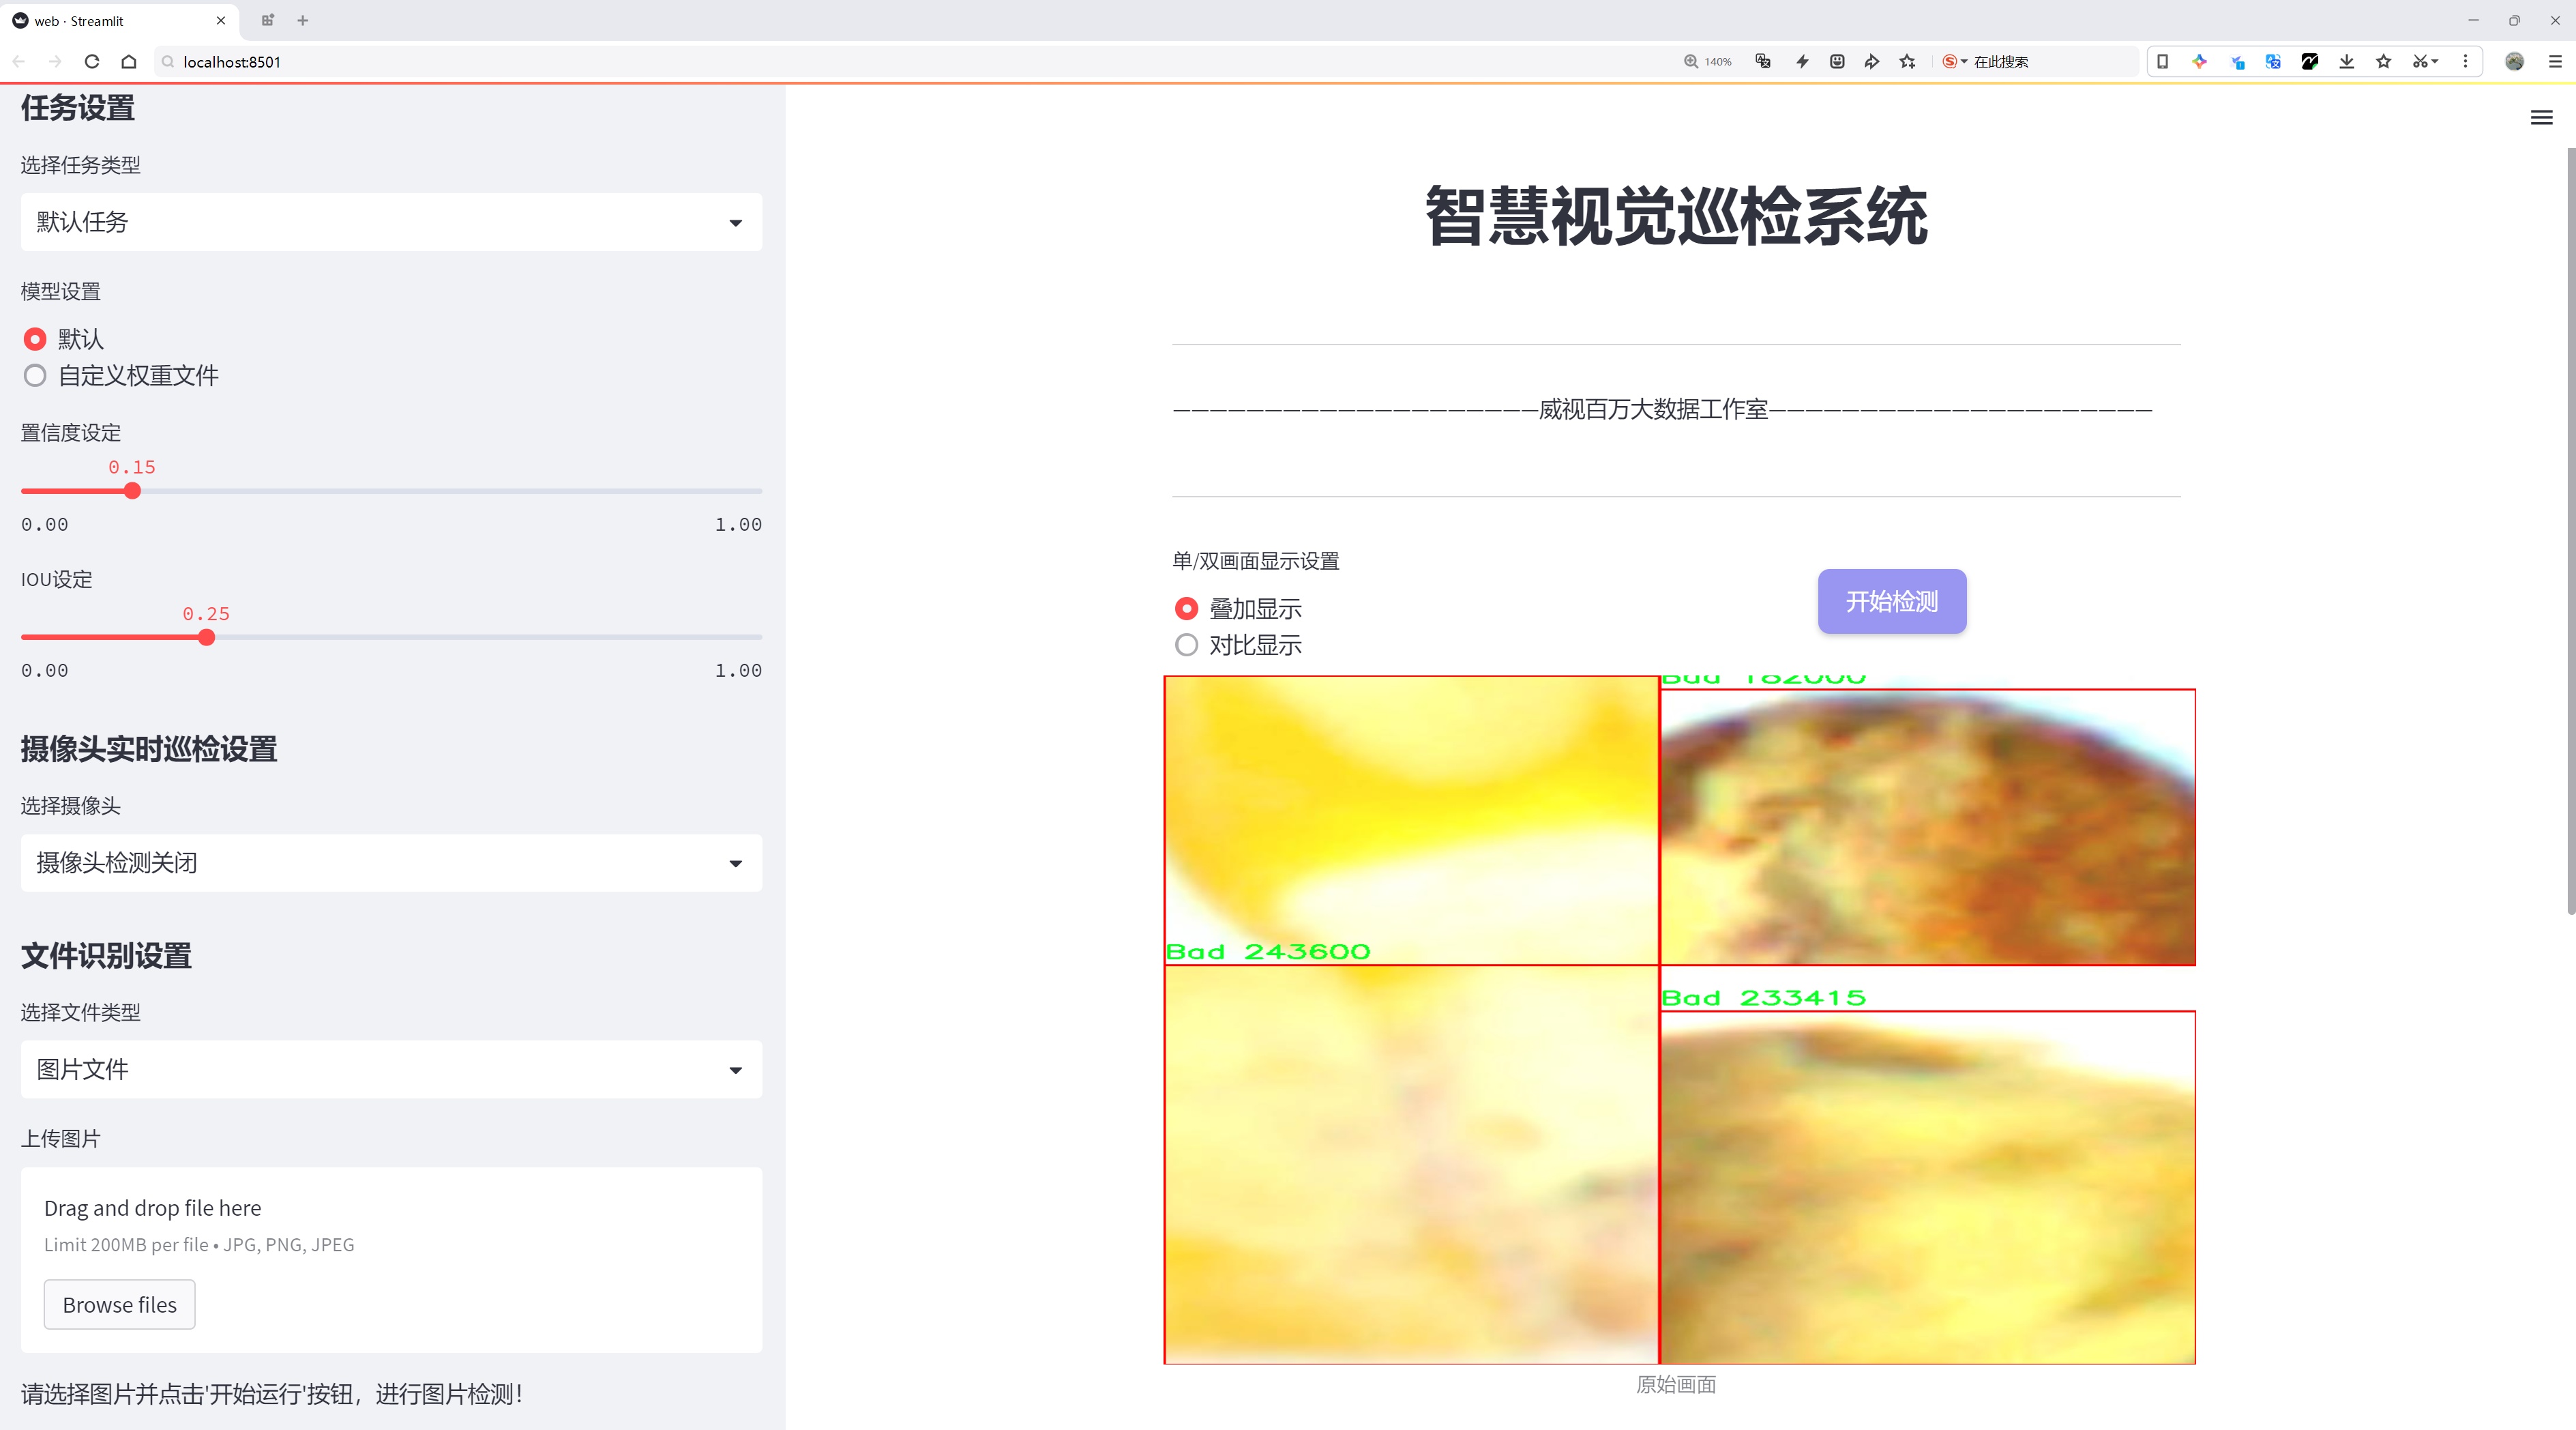 web · Streamlit
localhost:8501
140%
在此搜索
任务设置
选择任务类型
默认任务
模型设置
默认
自定义权重文件
置信度设定
0.15
0.00
1.00
IOU设定
0.25
0.00
1.00
摄像头实时巡检设置
选择摄像头
摄像头检测关闭
文件识别设置
选择文件类型
图片文件
上传图片
Drag and drop file here
Limit 200MB per file • JPG, PNG, JPEG
Browse files
请选择图片并点击'开始运行'按钮，进行图片检测！
智慧视觉巡检系统
————————————————————威视百万大数据工作室—————————————————————
单/双画面显示设置
叠加显示
对比显示
开始检测
Bad 182000
Bad 243600
Bad 233415
原始画面